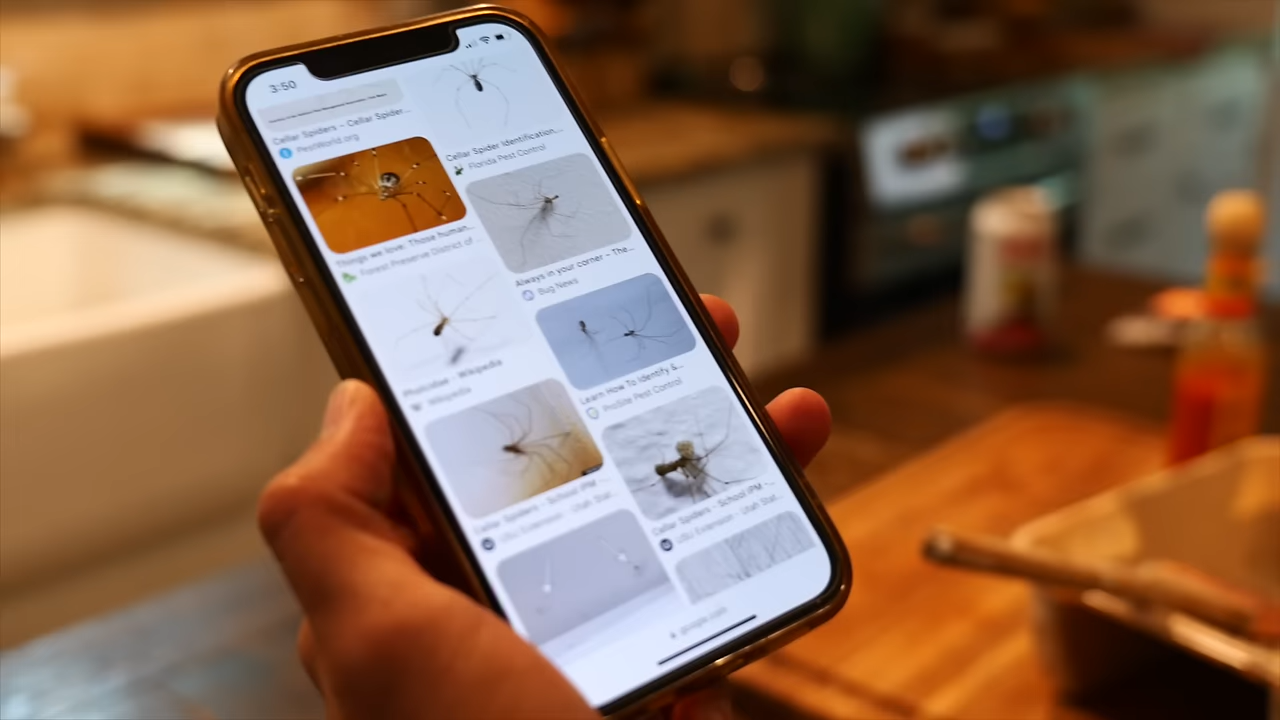 3:50
Cellar Spiders - Cellar Spider...
PestWorld.org
Cellar Spider Identification...
Florida Pest Control
Things we love: Those human...
Forest Preserve District of ...
Always in your corner - The...
Bug News
Pholcidae - Wikipedia
Wikipedia
Learn How To Identify &...
ProSite Pest Control
Cellar Spiders - School IPM - ...
USU Extension - Utah Stat...
Cellar Spiders - School IPM - ...
USU Extension - Utah Stat...
google.com